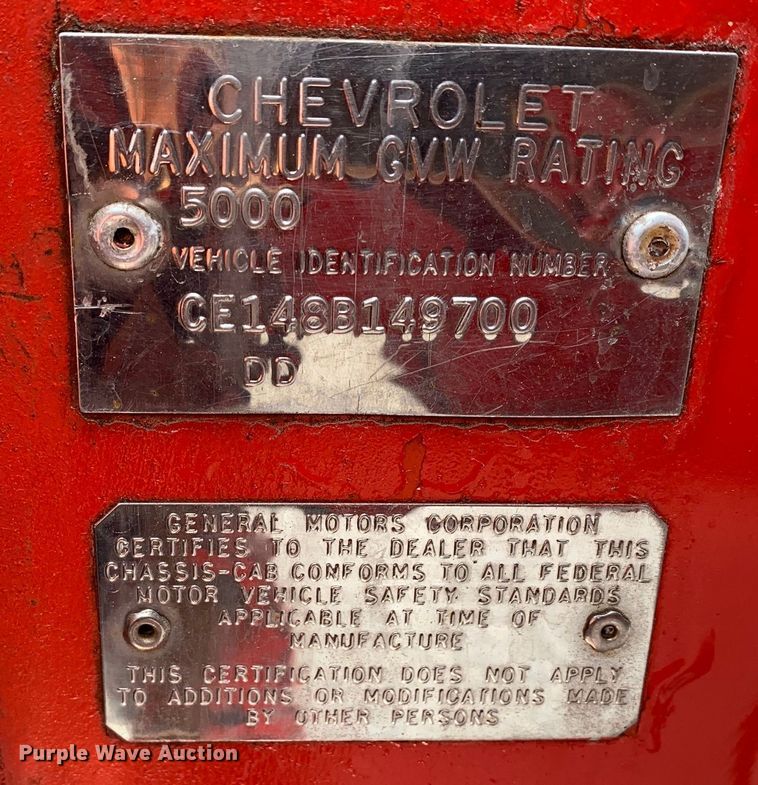 CHEVROLET
MAXIMUM GVW RATING
5000
VEHICLE IDENTIFICATION NUMBER
CE148B149700
DD
GENERAL MOTORS CORPORATION
CERTIFIES TO THE DEALER THAT THIS
CHASSIS-CAB CONFORMS TO ALL FEDERAL
MOTOR VEHICLE SAFETY STANDARDS
APPLICABLE AT TIME OF
MANUFACTURE
THIS CERTIFICATION DOES NOT APPLY
TO ADDITIONS OR MODIFICATIONS MADE
BY OTHER PERSONS
Purple Wave Auction